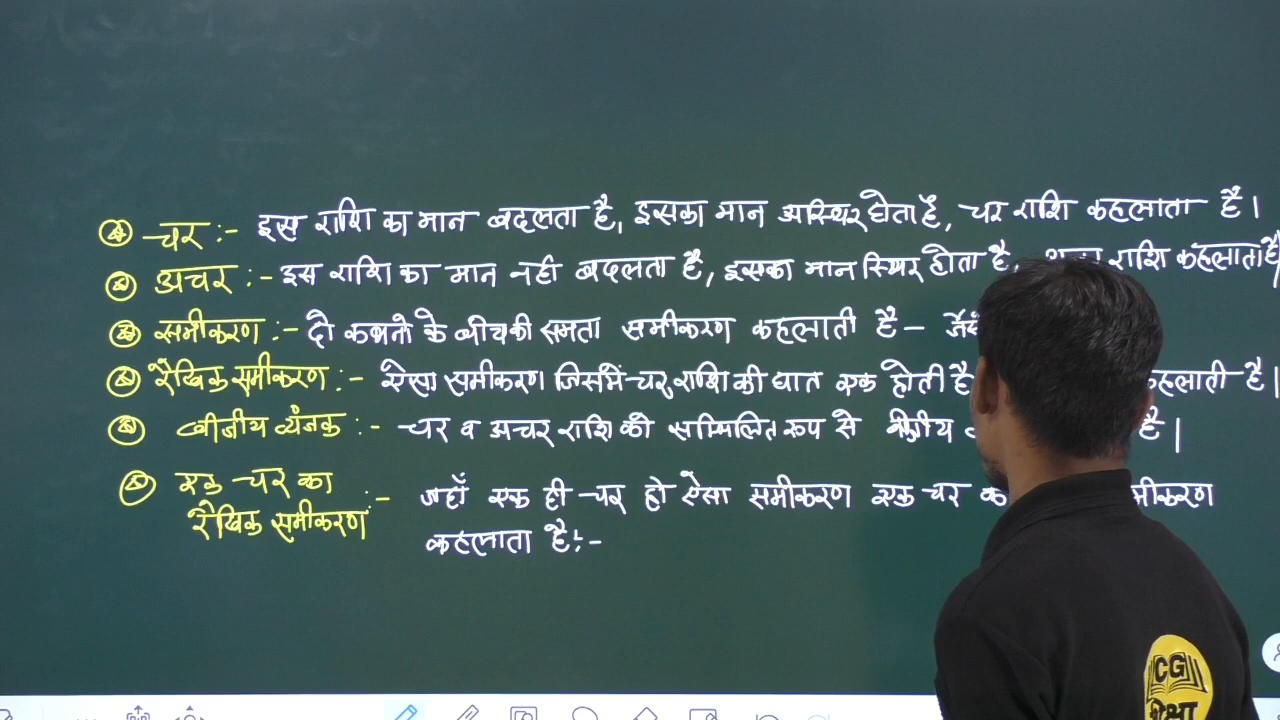 चर :- इस राशि का मान बदलता है, इसका मान अस्थिर होता है, चर राशि कहलाता है।
अचर :- इस राशि का मान नही बदलता है, इसका मान स्थिर होता है, राशि कहलाता है
समीकरण :- दो कथनो के बीच की समता समीकरण कहलाती है -
रैखिक समीकरण :- ऐसा समीकरण जिसमें चर राशि की घात एक होती है कहलाती है।
बीजीय व्यंजक :- चर व अचर राशि को सम्मिलित रूप से बीजीय है।
एक चर का
रैखिक समीकरण :- जहाँ एक ही चर हो ऐसा समीकरण एक चर
कहलाता है:-
CG
शिक्षा